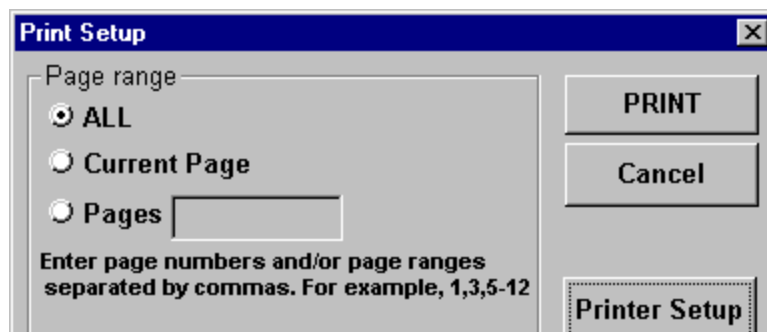 Print Setup
Page range
ALL
Current Page
Pages
Enter page numbers and/or page ranges
separated by commas. For example, 1,3,5-12
PRINT
Cancel
Printer Setup